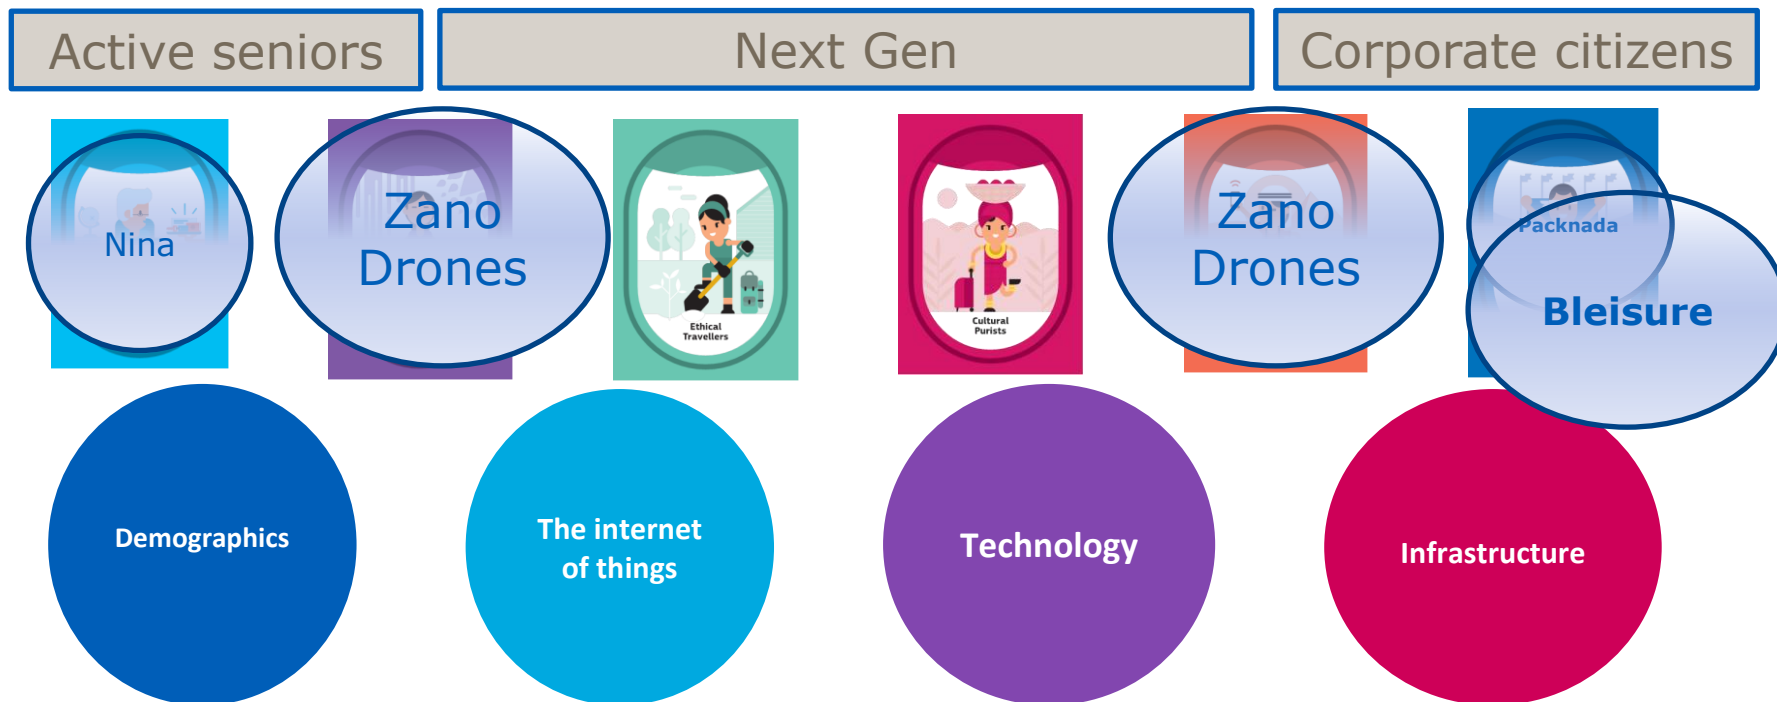 Active seniors
Next Gen
Corporate citizens
Nina
Zano
Drones
Ethical
Travellers
Cultural
Purists
Zano
Drones
Packnada
Bleisure
Demographics
The internet
of things
Technology
Infrastructure